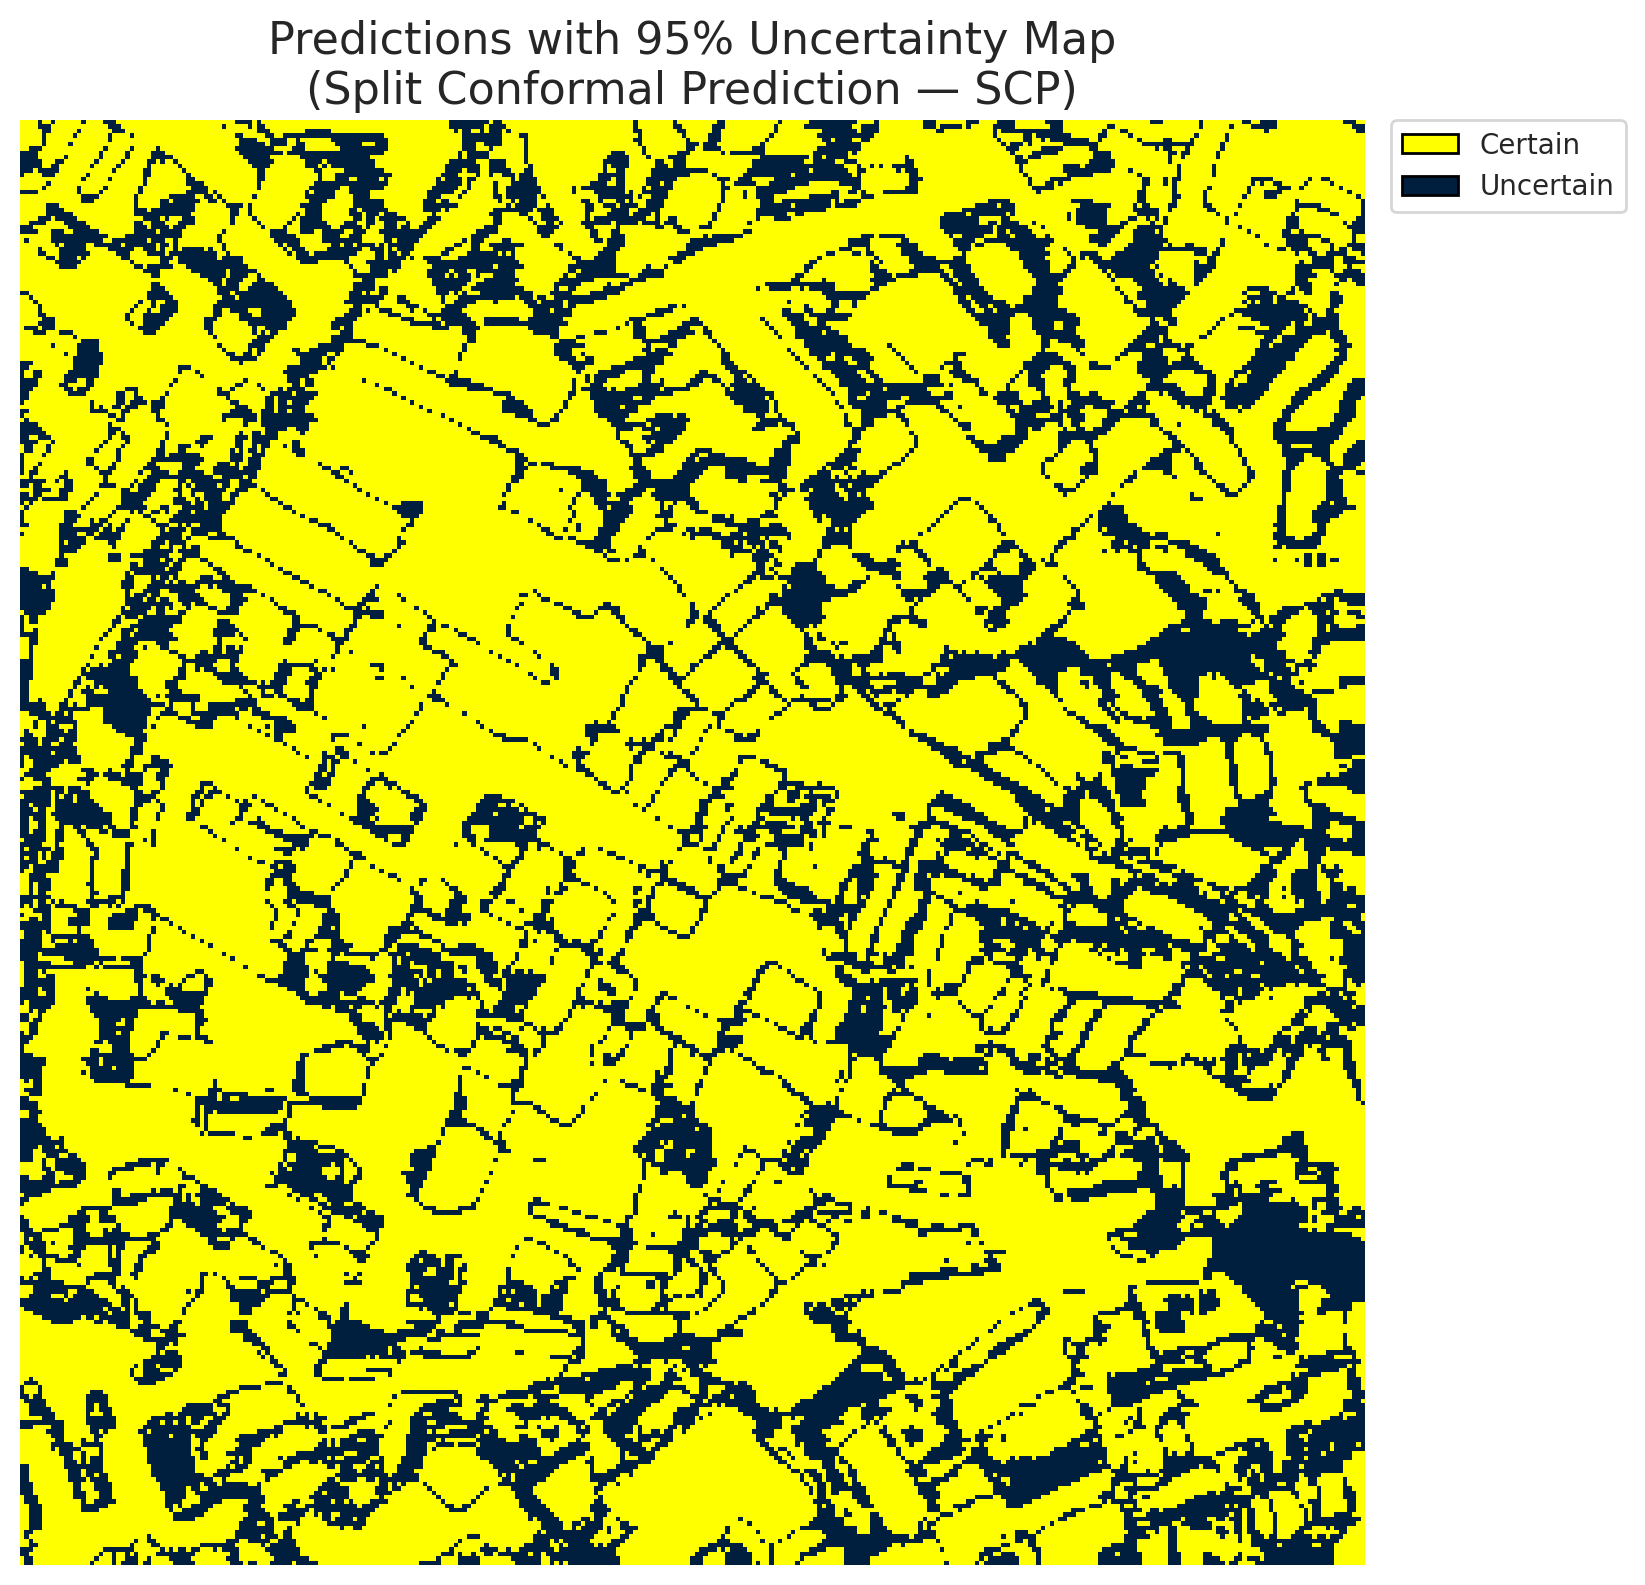 Predictions with 95% Uncertainty Map
(Split Conformal Prediction — SCP)
Certain
Uncertain